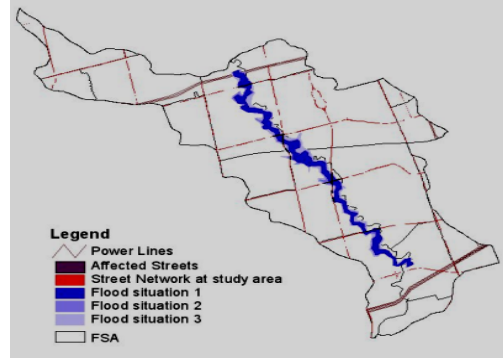 Legend
Power Lines
Affected Streets
Street Network at study area
Flood situation 1
Flood situation 2
Flood situation 3
FSA